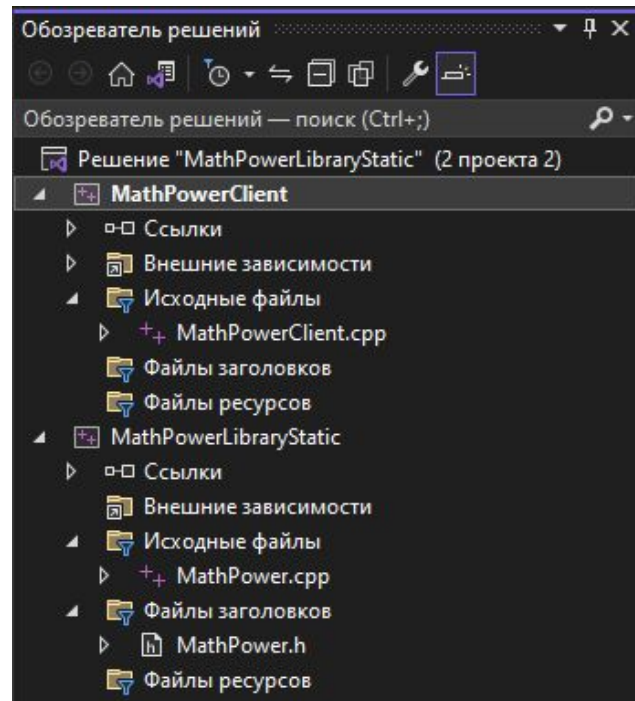 Обозреватель решений
Обозреватель решений — поиск (Ctrl+;)
Решение "MathPowerLibraryStatic" (2 проекта 2)
MathPowerClient
Ссылки
Внешние зависимости
Исходные файлы
MathPowerClient.cpp
Файлы заголовков
Файлы ресурсов
MathPowerLibraryStatic
Ссылки
Внешние зависимости
Исходные файлы
MathPower.cpp
Файлы заголовков
MathPower.h
Файлы ресурсов